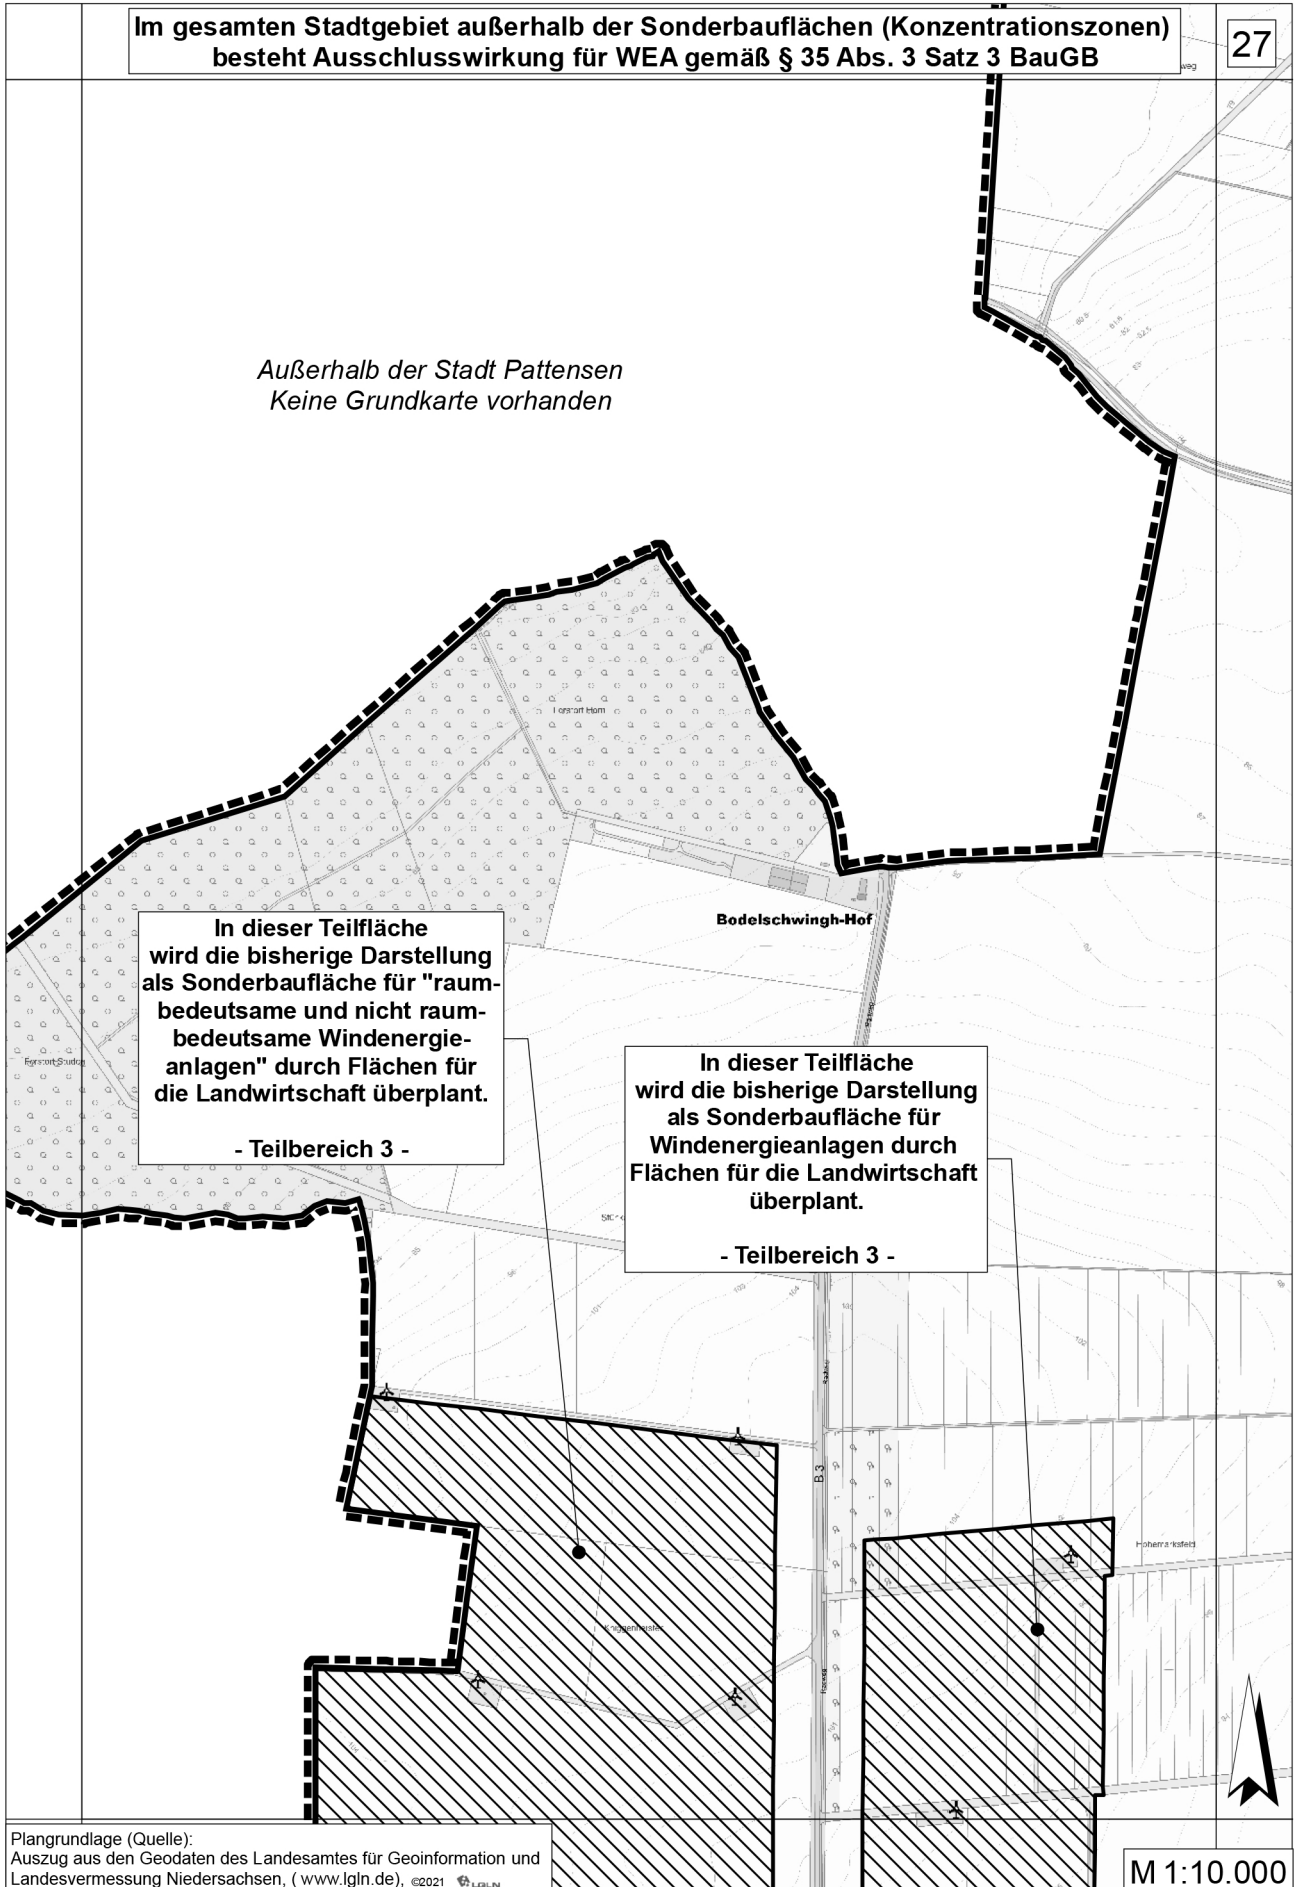 Im gesamten Stadtgebiet außerhalb der Sonderbauflächen (Konzentrationszonen)
besteht Ausschlusswirkung für WEA gemäß § 35 Abs. 3 Satz 3 BauGB
27
weg
Außerhalb der Stadt Pattensen
Keine Grundkarte vorhanden
Bodelschwingh-Hof
In dieser Teilfläche
wird die bisherige Darstellung
als Sonderbaufläche für "raum-
bedeutsame und nicht raum-
bedeutsame Windenergie-
anlagen" durch Flächen für
die Landwirtschaft überplant.
- Teilbereich 3 -
In dieser Teilfläche
wird die bisherige Darstellung
als Sonderbaufläche für
Windenergieanlagen durch
Flächen für die Landwirtschaft
überplant.
- Teilbereich 3 -
B 3
Plangrundlage (Quelle):
Auszug aus den Geodaten des Landesamtes für Geoinformation und
Landesvermessung Niedersachsen, ( www.lgln.de), ©2021 LGLN
M 1:10.000